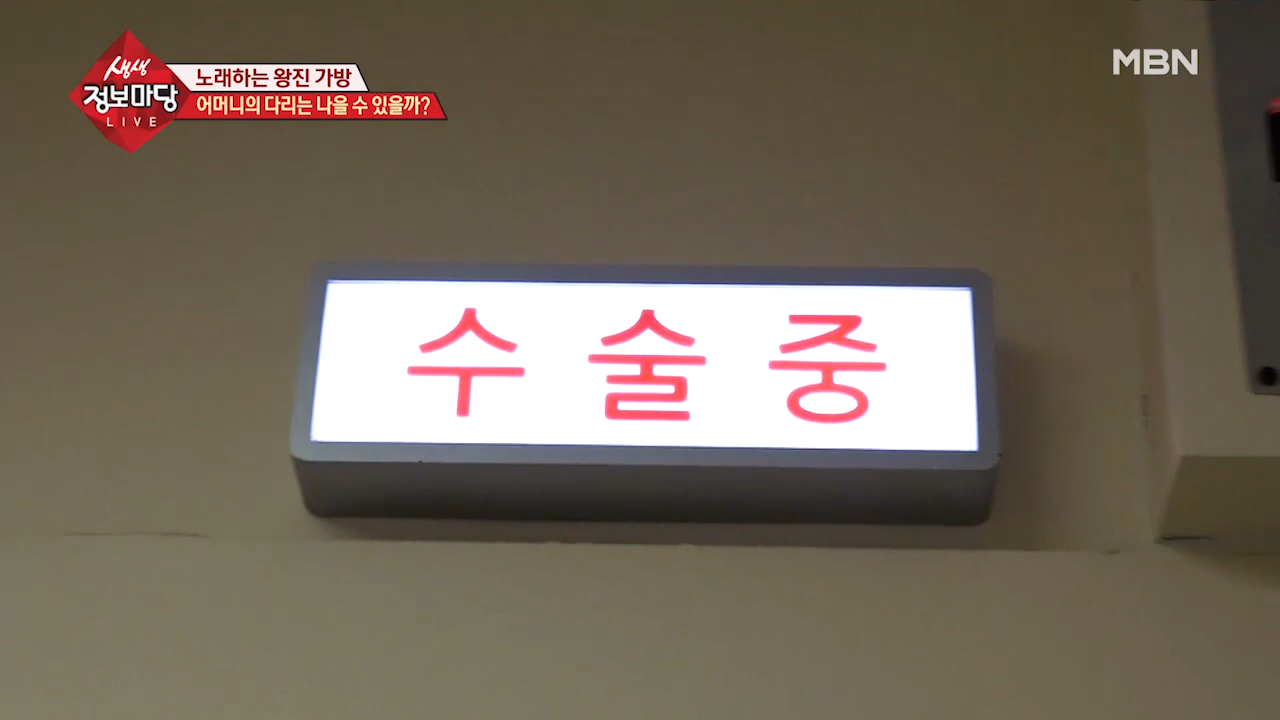 생생
정보마당
LIVE
노래하는 왕진 가방
어머니의 다리는 나을 수 있을까?
MBN
수술중